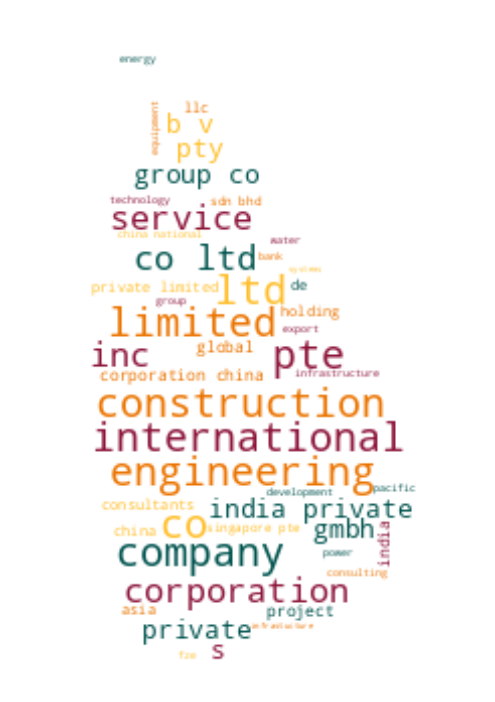 energy
equipment
llc
b v
pty
group co
technology
sdn bhd
service
china national
water
co ltd
bank
systems
private limited
ltd
de
group
limited
holding
export
inc
global
pte
corporation china
infrastructure
construction
international
engineering
pacific
development
consultants
india private
co
singapore pte
gmbh
india
china
company
power
consulting
corporation
asia
project
private
infrastucture
s
fze